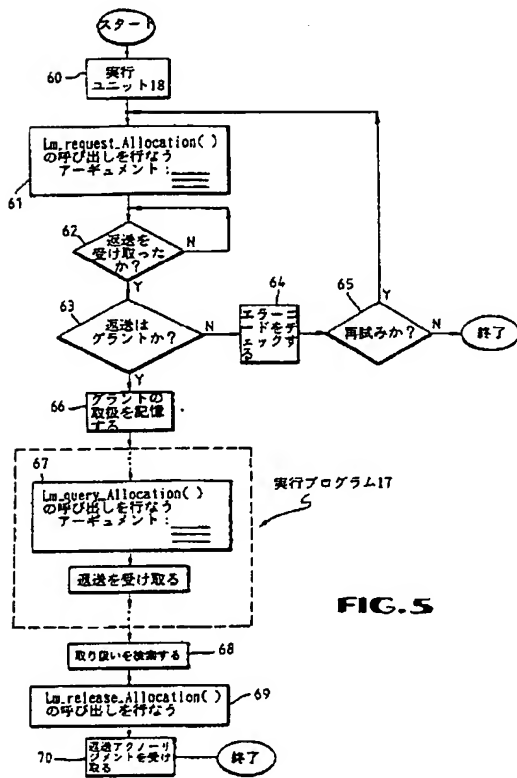 スタート
60
実行
ユニット18
Lm_request_Allocation( )
の呼び出しを行なう
アーギュメント:
61
62
返送を
受け取ったか?
N
Y
63
返送は
グラントか?
N
Y
64
エラーコ
ードをチ
ェックす
る
65
再試みか?
Y
N
終了
66
グラントの
取扱を記憶
する
67
Lm_query_Allocation( )
の呼び出しを行なう
アーギュメント:
返送を受け取る
実行プログラム17
FIG.5
取り扱いを検索する
68
Lm_release_Allocation( )
の呼び出しを行なう
69
70
返送アクノーリ
ジメントを受け
取る
終了